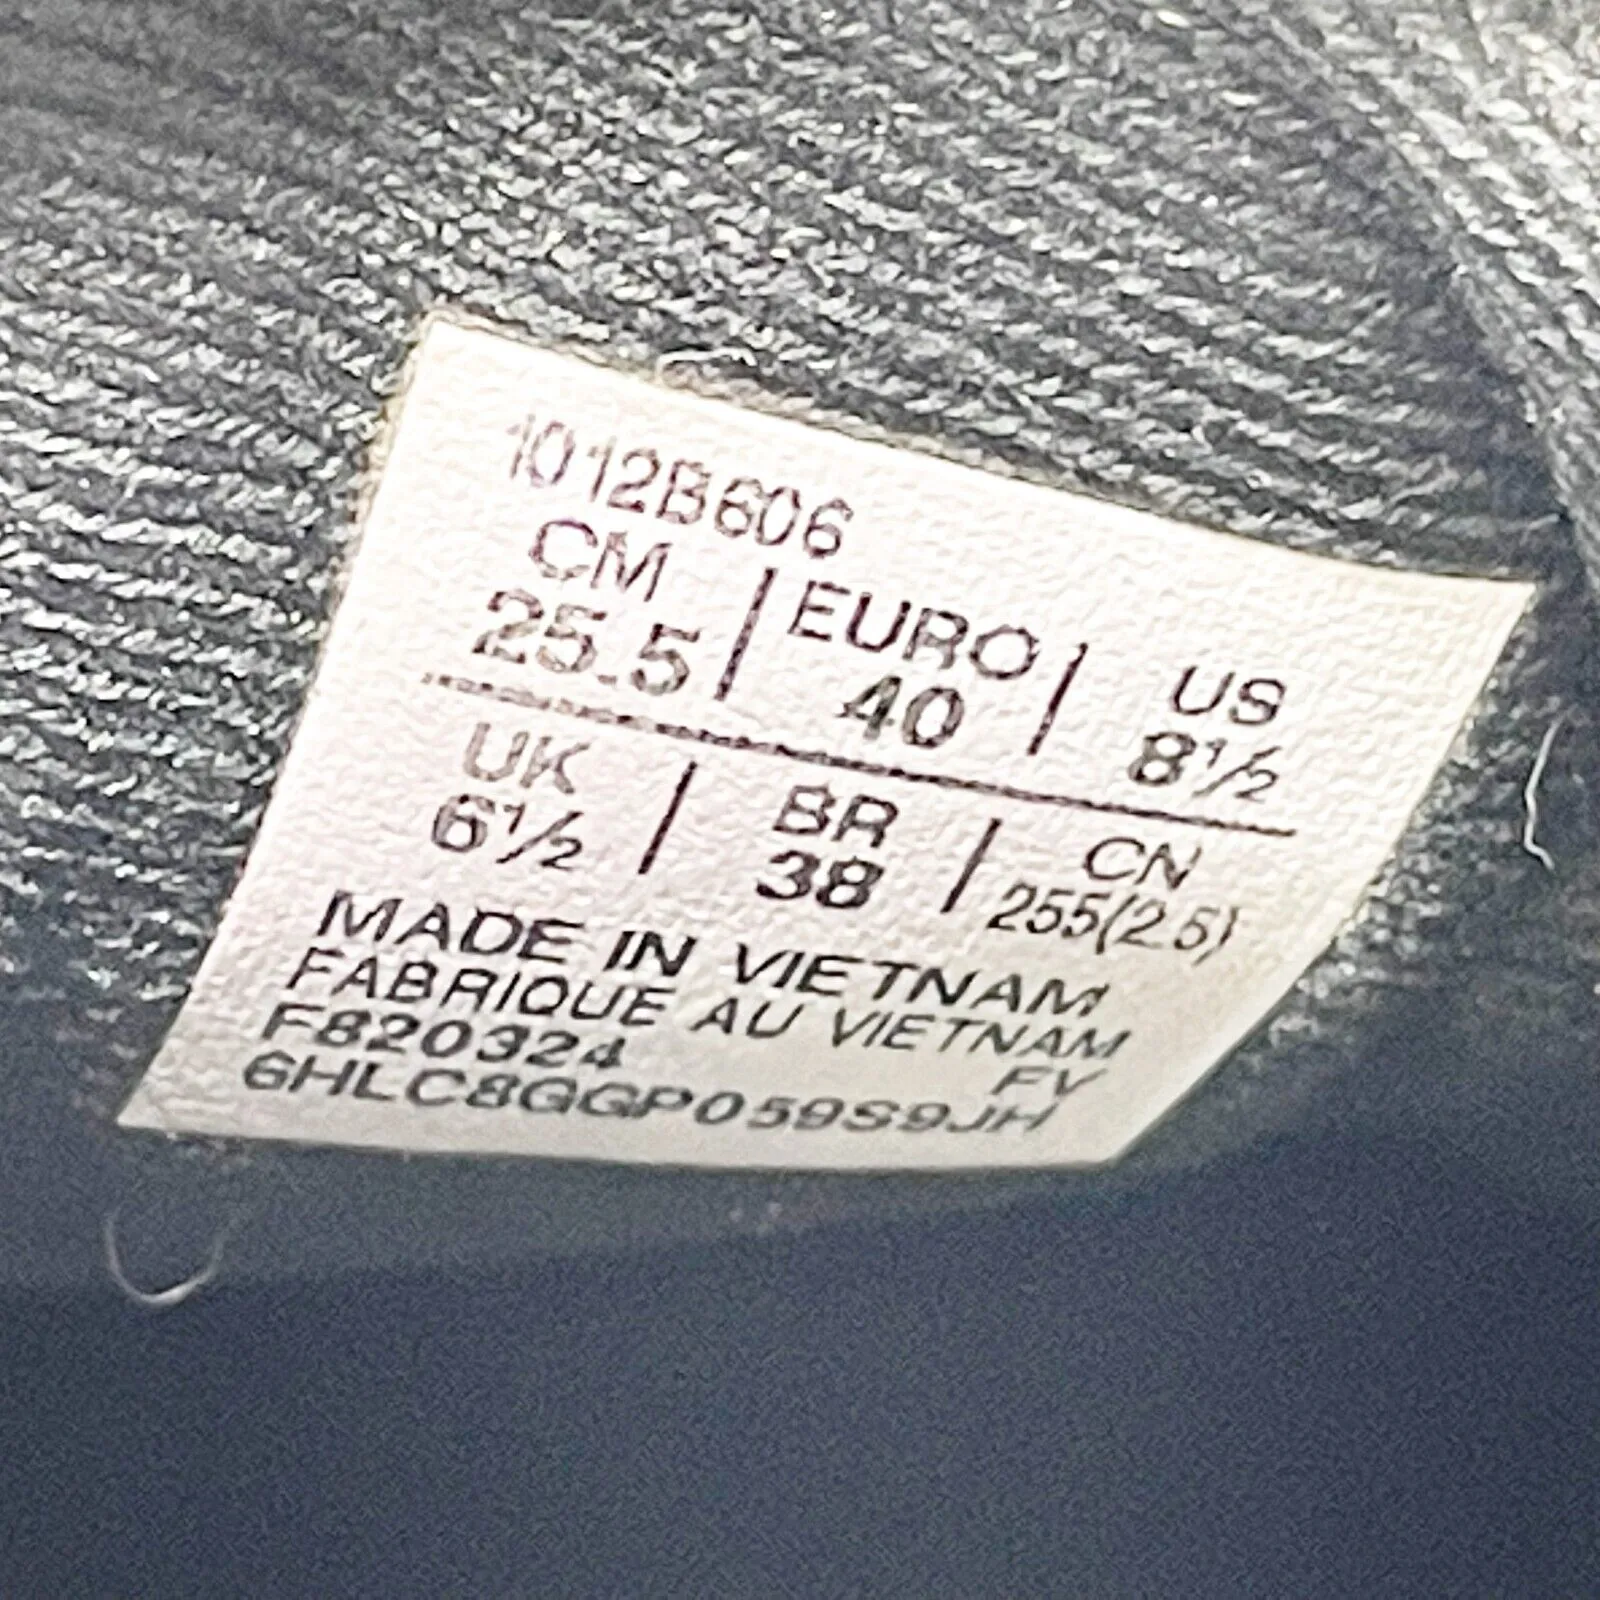 1012B606
CM | EURO | US
25.5 | 40 | 8½
UK | BR | CN
6½ | 38 | 255(2.5)
MADE IN VIETNAM
FABRIQUE AU VIETNAM
F820324 FV
6HLC8GGGP059S9JH